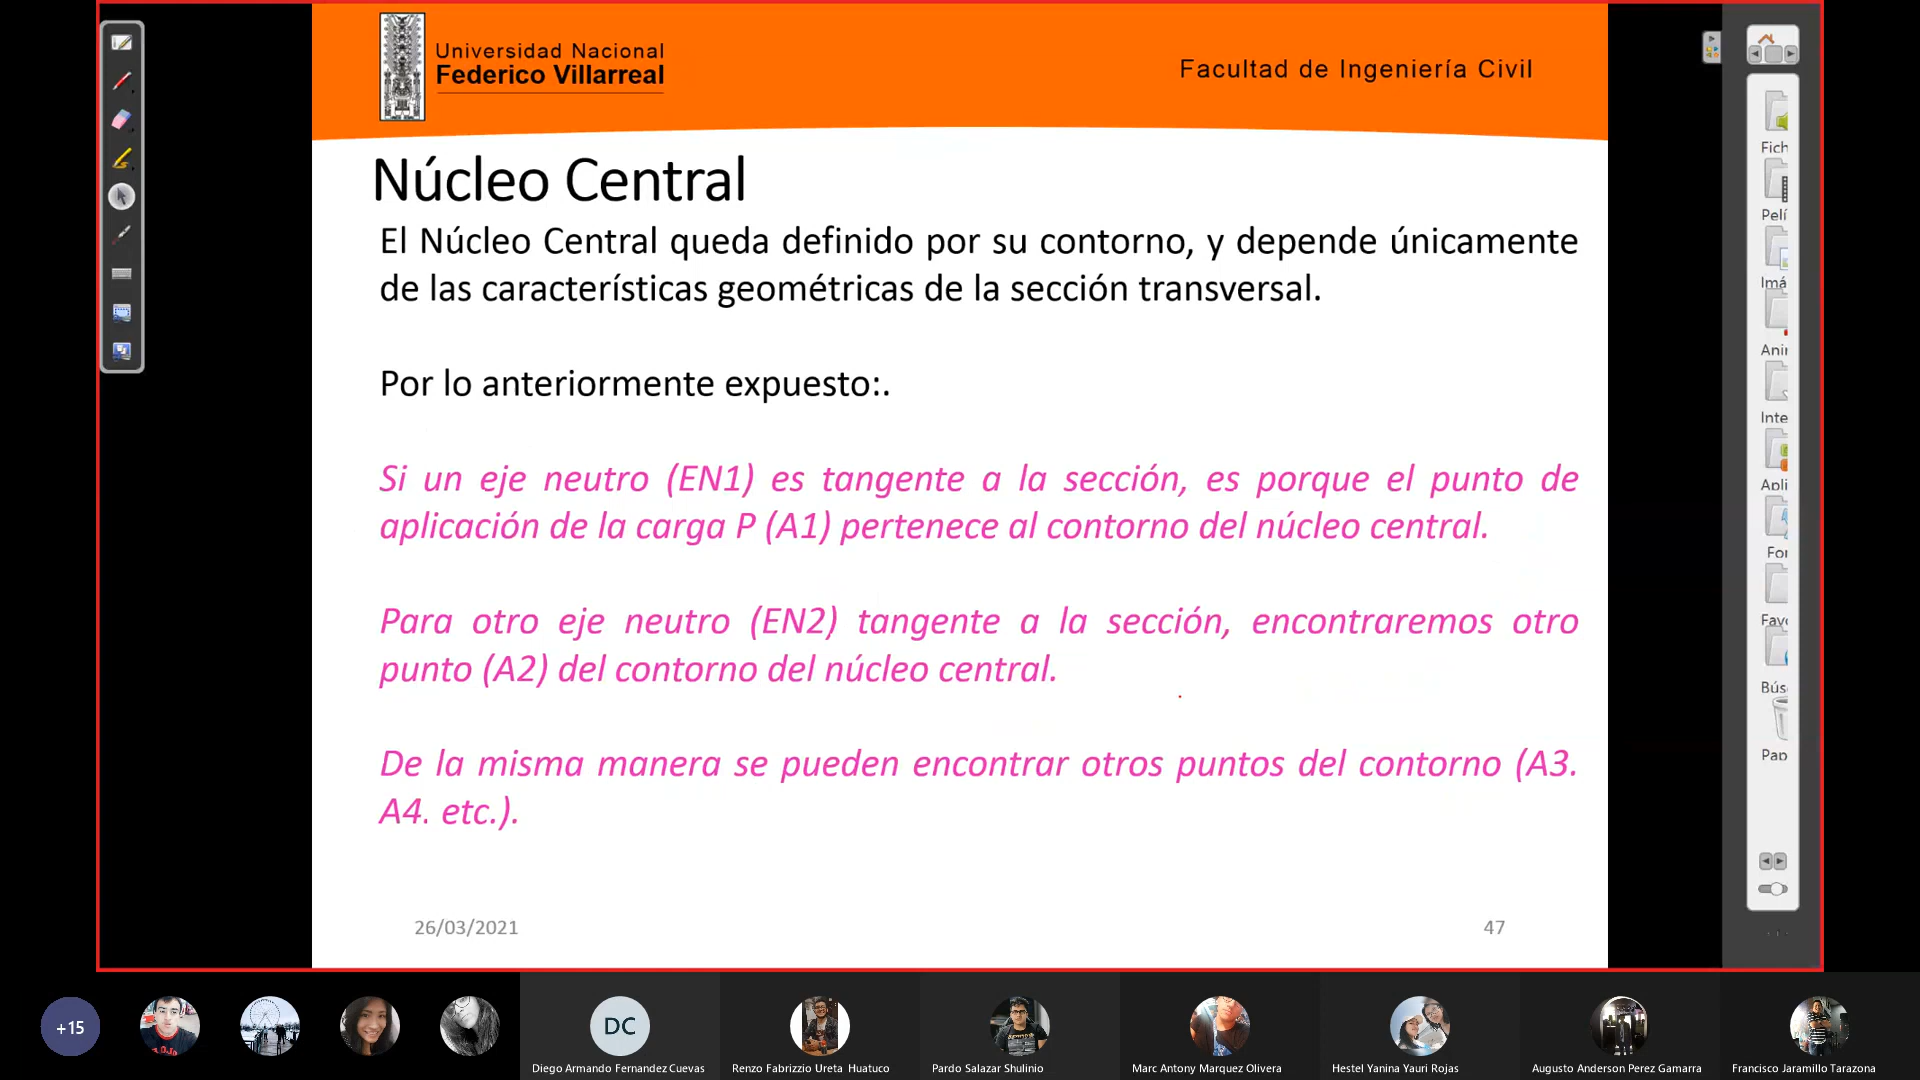 Universidad Nacional
Federico Villarreal
Facultad de Ingeniería Civil
Núcleo Central
El Núcleo Central queda definido por su contorno, y depende únicamente
de las características geométricas de la sección transversal.
Por lo anteriormente expuesto:.
Si un eje neutro (EN1) es tangente a la sección, es porque el punto de
aplicación de la carga P (A1) pertenece al contorno del núcleo central.
Para otro eje neutro (EN2) tangente a la sección, encontraremos otro
punto (A2) del contorno del núcleo central.
De la misma manera se pueden encontrar otros puntos del contorno (A3.
A4. etc.).
26/03/2021
47
Fich
Pelí
Imá
Anir
Inte
Apli
For
Favo
Bús
Pap
+15
DC
Diego Armando Fernandez Cuevas
Renzo Fabrizzio Ureta Huatuco
Pardo Salazar Shulinio
Marc Antony Marquez Olivera
Hestel Yanina Yauri Rojas
Augusto Anderson Perez Gamarra
Francisco Jaramillo Tarazona